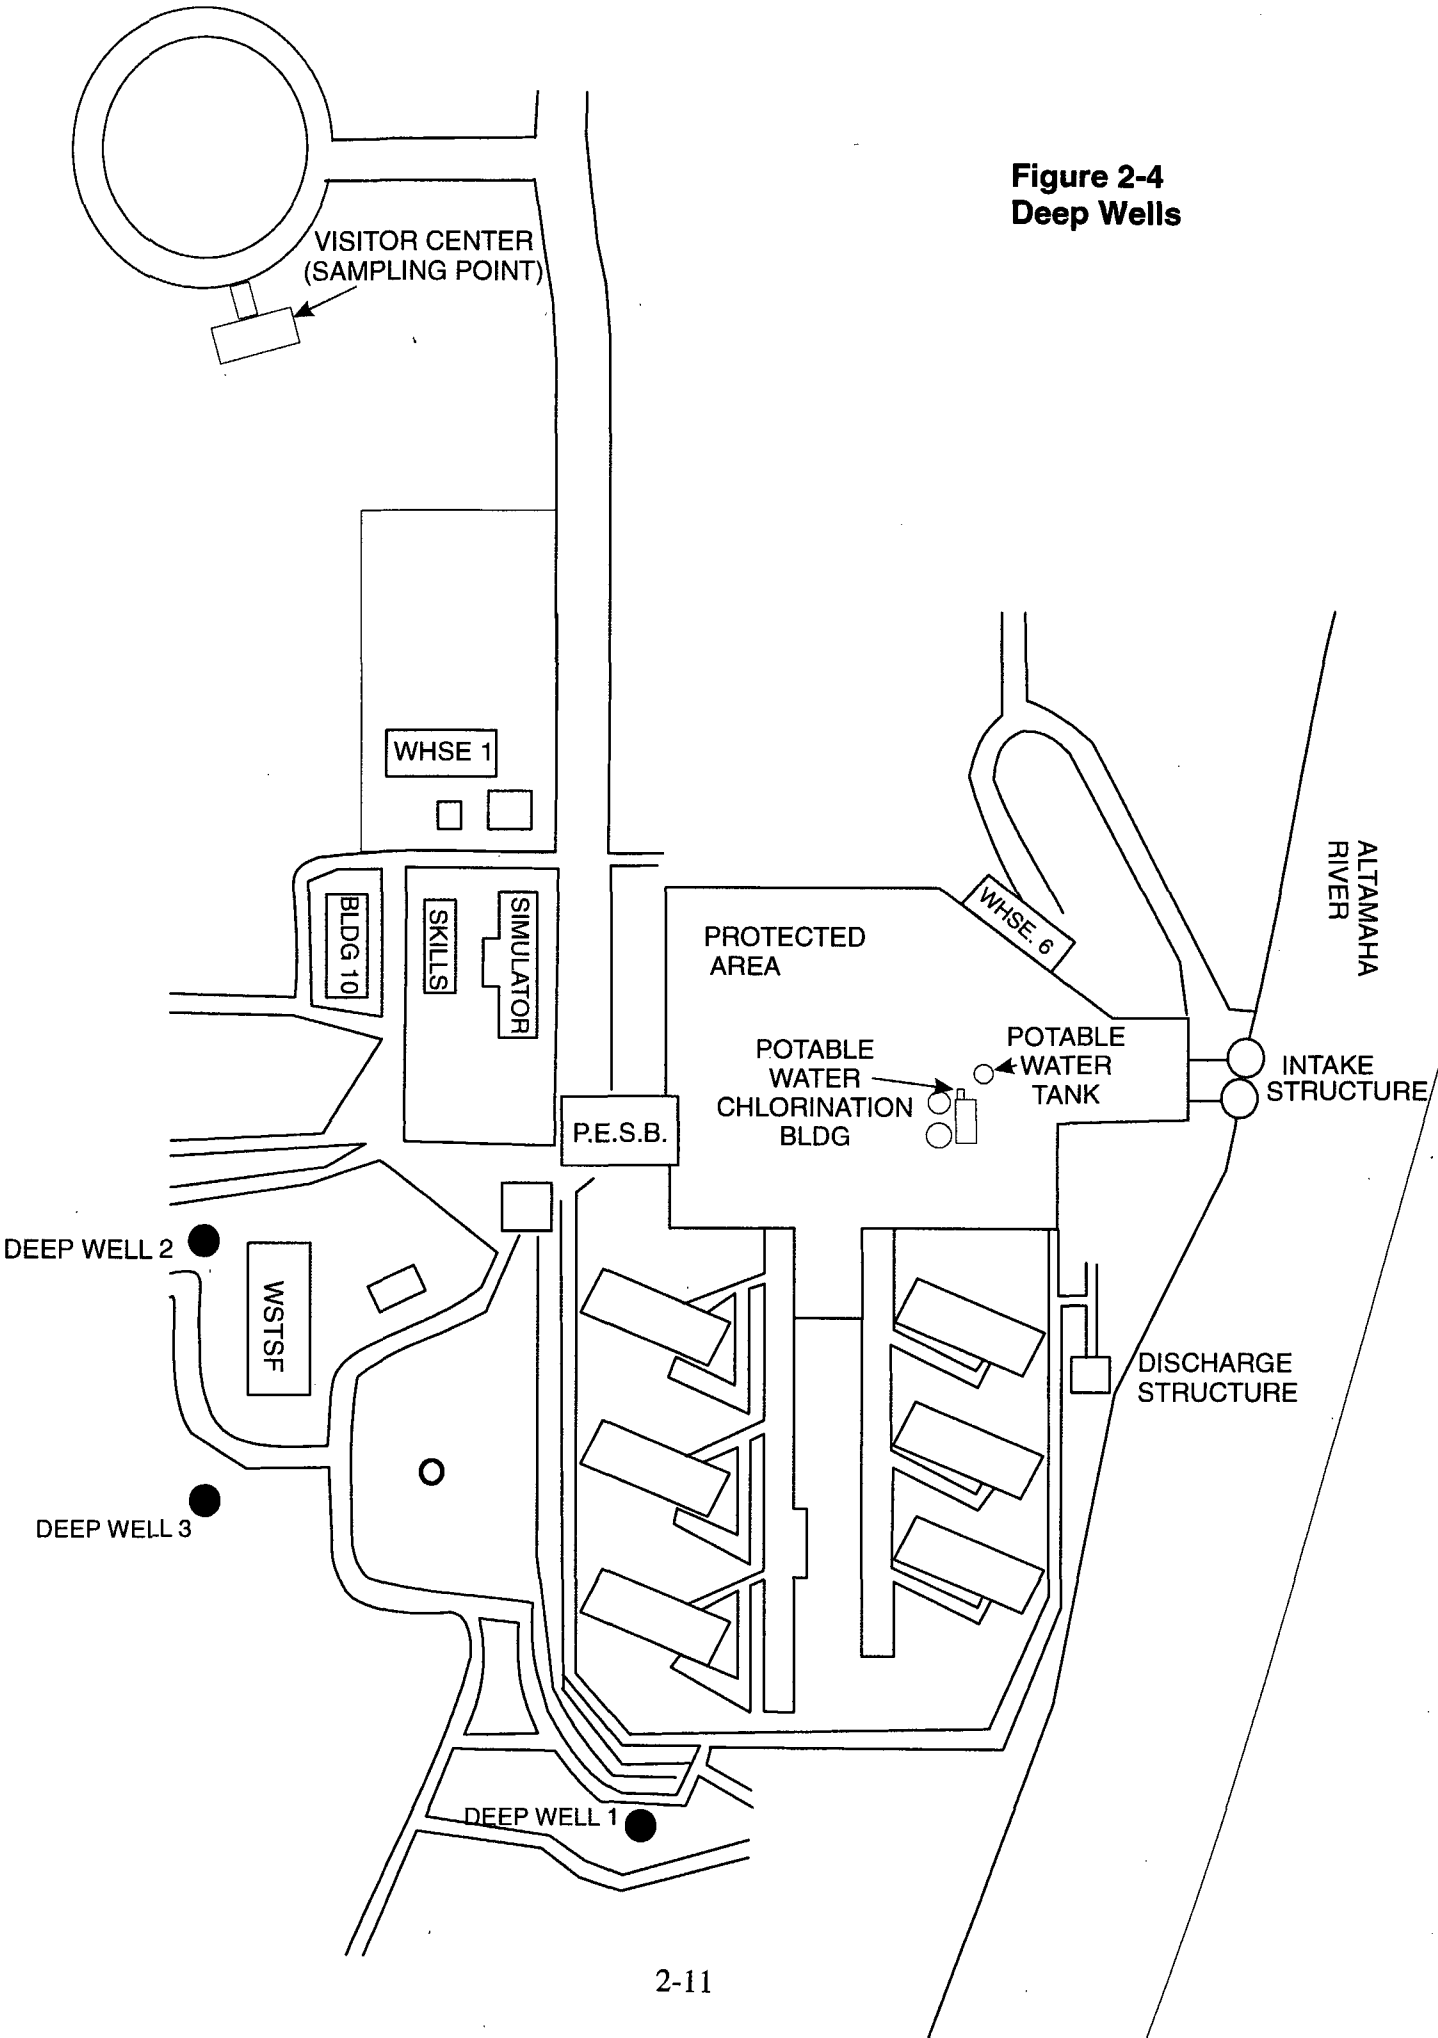 Figure 2-4
Deep Wells
VISITOR CENTER
(SAMPLING POINT)
WHSE 1
ALTAMAHA
RIVER
BLDG 10
SKILLS
SIMULATOR
WHSE. 6
PROTECTED
AREA
POTABLE
WATER
CHLORINATION
BLDG
POTABLE
WATER
TANK
INTAKE
STRUCTURE
P.E.S.B.
DEEP WELL 2
WSTSF
DISCHARGE
STRUCTURE
DEEP WELL 3
DEEP WELL 1
2-11